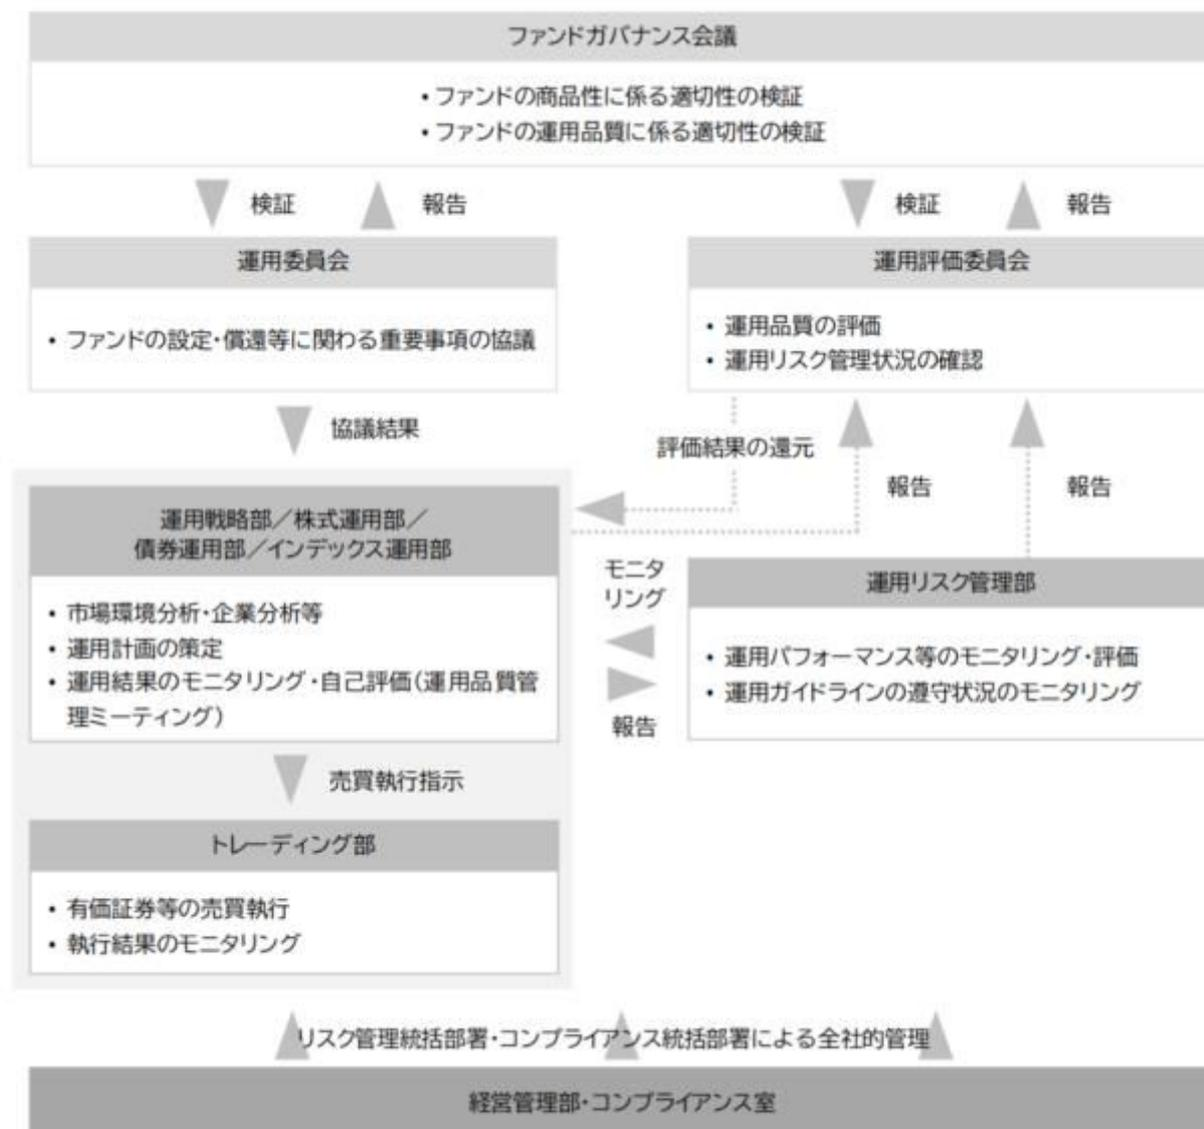 ファンドガバナンス会議
・ファンドの商品性に係る適切性の検証
・ファンドの運用品質に係る適切性の検証
検証
報告
検証
報告
運用委員会
・ファンドの設定・償還等に関わる重要事項の協議
運用評価委員会
・運用品質の評価
・運用リスク管理状況の確認
協議結果
評価結果の還元
報告
報告
運用戦略部／株式運用部／
債券運用部／インデックス運用部
・市場環境分析・企業分析等
・運用計画の策定
・運用結果のモニタリング・自己評価（運用品質管
理ミーティング）
モニタ
リング
報告
運用リスク管理部
・運用パフォーマンス等のモニタリング・評価
・運用ガイドラインの遵守状況のモニタリング
売買執行指示
トレーディング部
・有価証券等の売買執行
・執行結果のモニタリング
リスク管理統括部署・コンプライアンス統括部署による全社的管理
経営管理部・コンプライアンス室